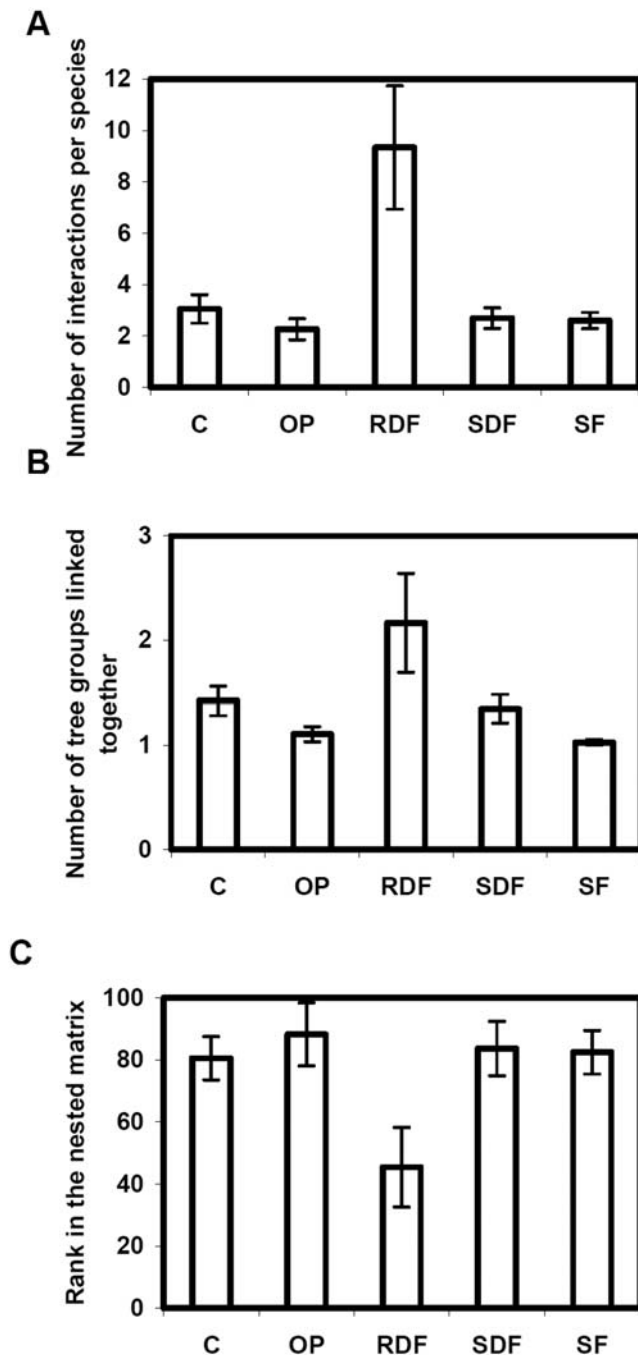 A
Number of interactions per species
12
10
8
6
4
2
0
C OP RDF SDF SF
B
Number of tree groups linked
together
3
2
1
0
C OP RDF SDF SF
C
Rank in the nested matrix
100
80
60
40
20
0
C OP RDF SDF SF